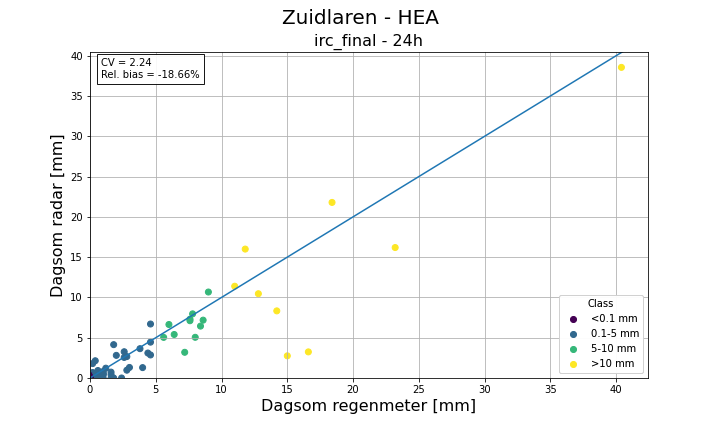 Zuidlaren - HEA
irc_final - 24h
CV = 2.24
Rel. bias = -18.66%
Dagsom radar [mm]
40
35
30
25
20
15
10
5
0
0 5 10 15 20 25 30 35 40
Dagsom regenmeter [mm]
Class
<0.1 mm
0.1-5 mm
5-10 mm
>10 mm